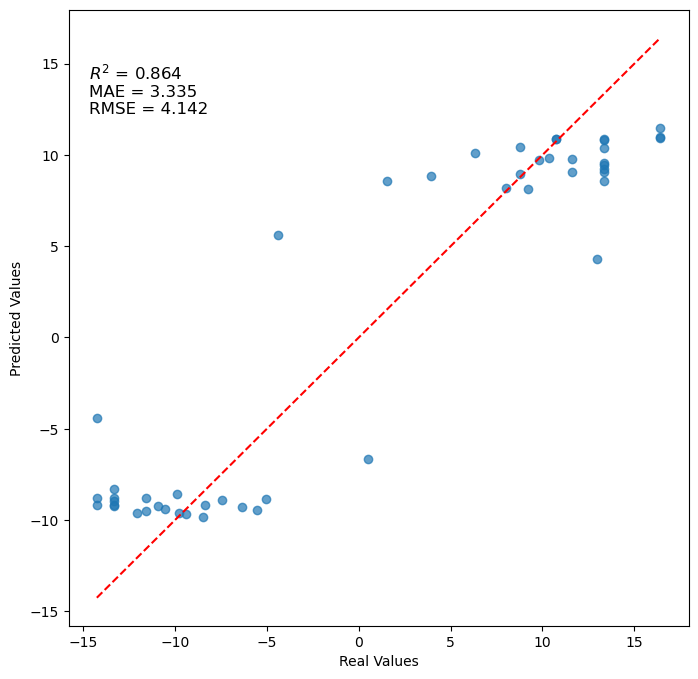 R² = 0.864
MAE = 3.335
RMSE = 4.142
Predicted Values
15
10
5
0
−5
−10
−15
−15
−10
−5
0
5
10
15
Real Values